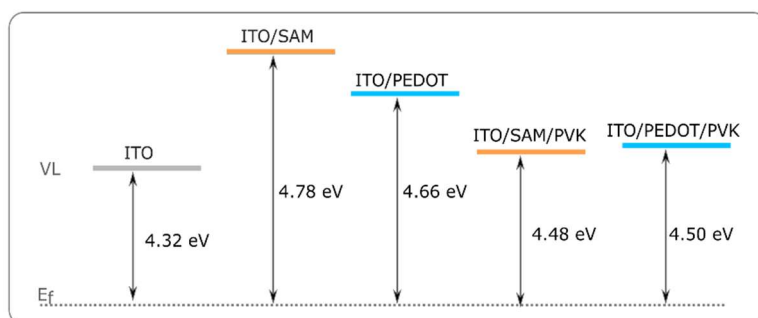 ITO/SAM
ITO/PEDOT
ITO/SAM/PVK
ITO/PEDOT/PVK
ITO
VL
4.32 eV
4.78 eV
4.66 eV
4.48 eV
4.50 eV
Ef